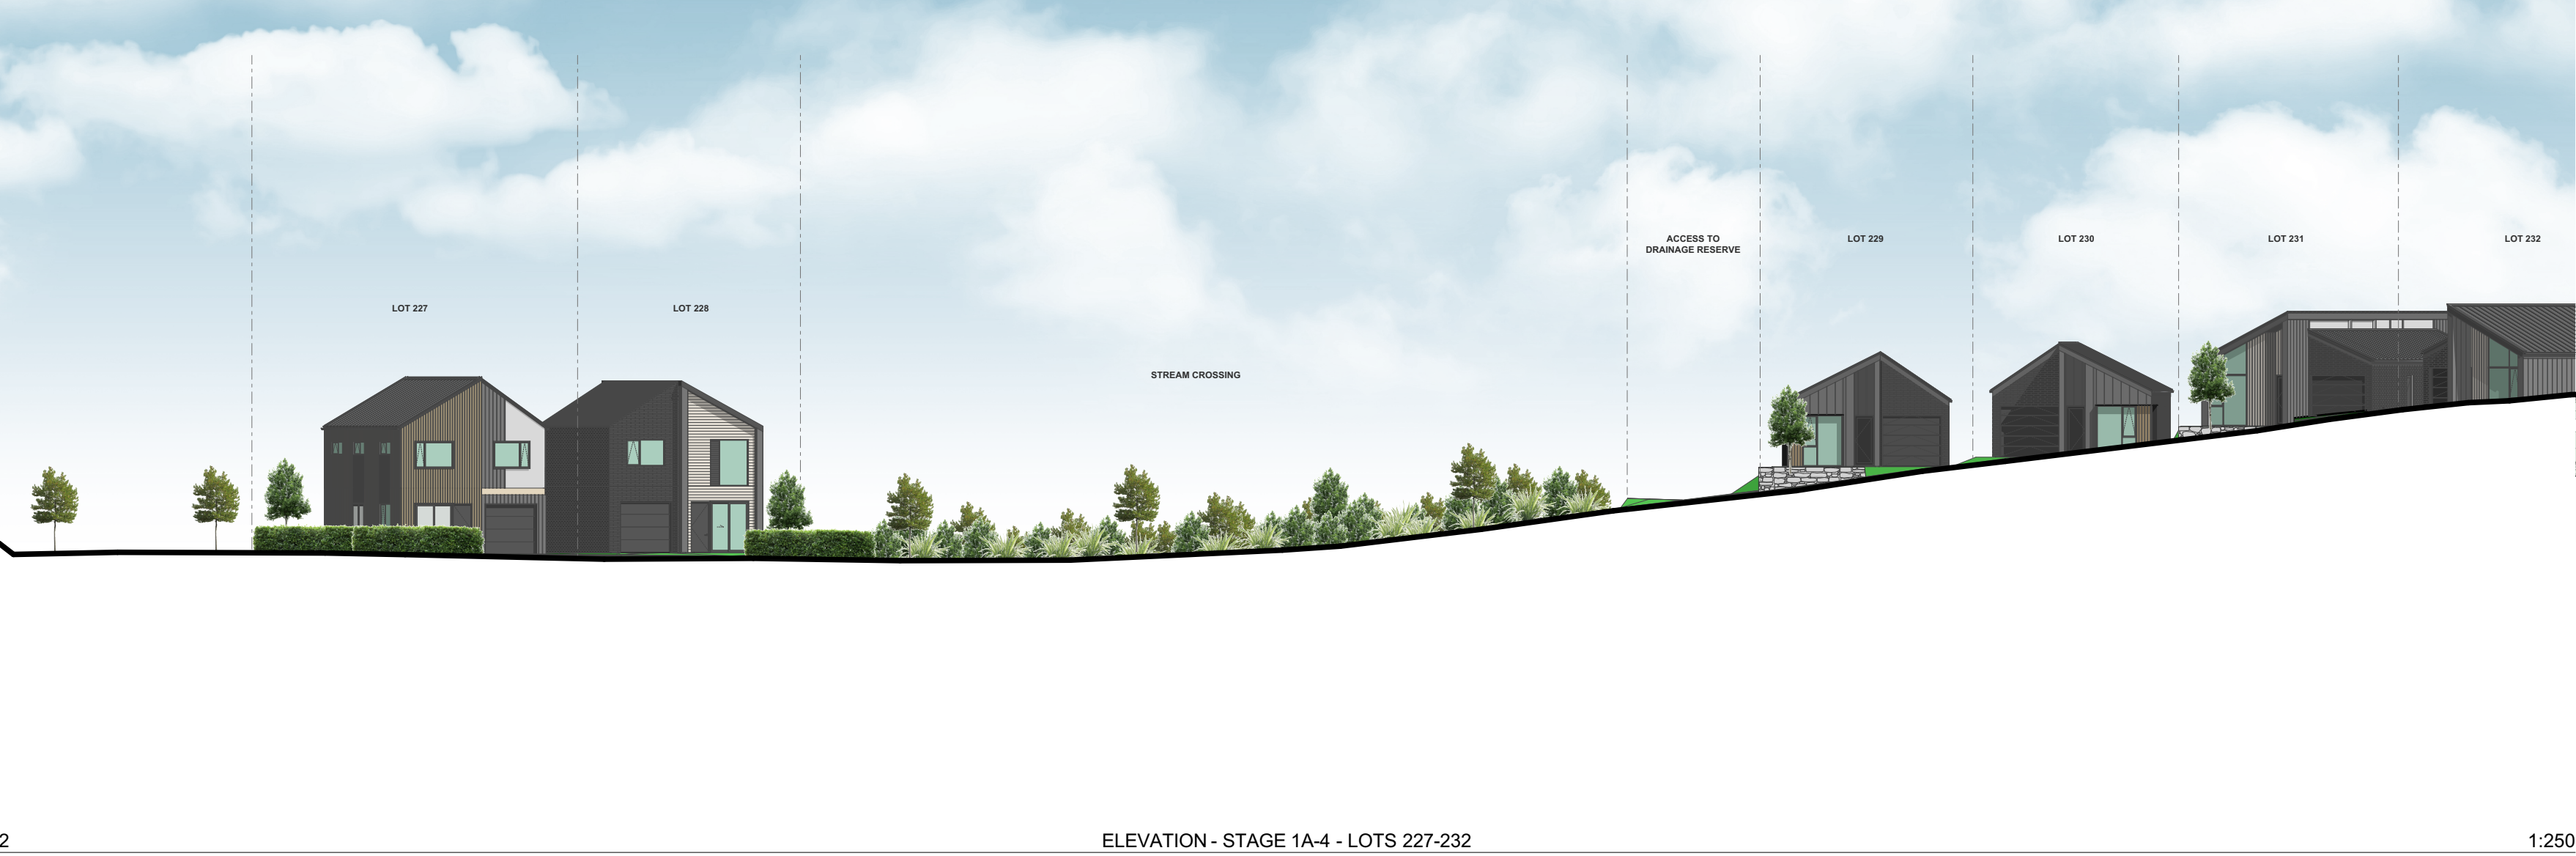 LOT 227
LOT 228
STREAM CROSSING
ACCESS TO
DRAINAGE RESERVE
LOT 229
LOT 230
LOT 231
LOT 232
2
ELEVATION - STAGE 1A-4 - LOTS 227-232
1:250